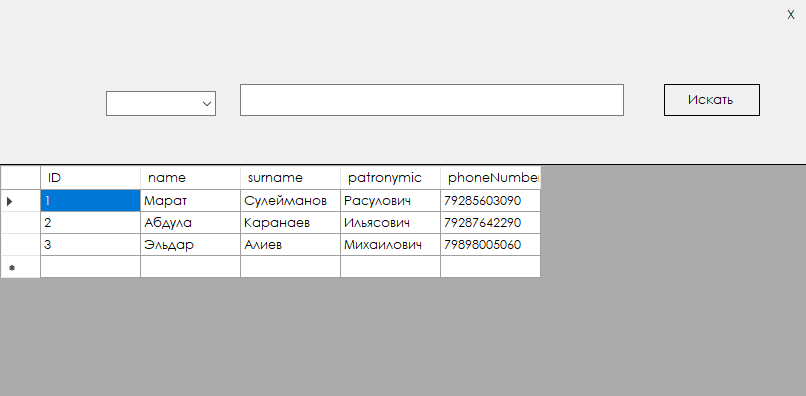 X
Искать
ID name surname patronymic phoneNumber
1 Марат Сулейманов Расулович 79285603090
2 Абдула Каранаев Ильясович 79287642290
3 Эльдар Алиев Михаилович 79898005060